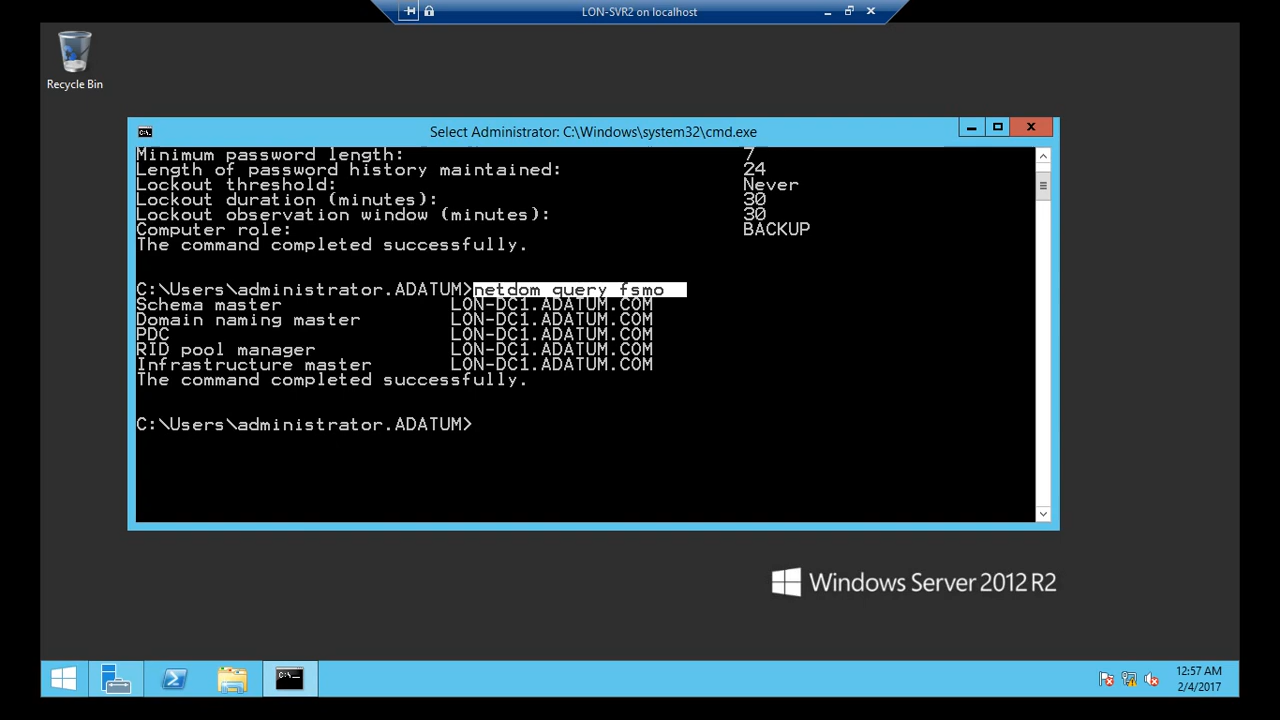 LON-SVR2 on localhost
Recycle Bin
Select Administrator: C:\Windows\system32\cmd.exe
Minimum password length: 7
Length of password history maintained: 24
Lockout threshold: Never
Lockout duration (minutes): 30
Lockout observation window (minutes): 30
Computer role: BACKUP
The command completed successfully.
C:\Users\administrator.ADATUM>netdom query fsmo
Schema master LON-DC1.ADATUM.COM
Domain naming master LON-DC1.ADATUM.COM
PDC LON-DC1.ADATUM.COM
RID pool manager LON-DC1.ADATUM.COM
Infrastructure master LON-DC1.ADATUM.COM
The command completed successfully.
C:\Users\administrator.ADATUM>
Windows Server 2012 R2
12:57 AM
2/4/2017